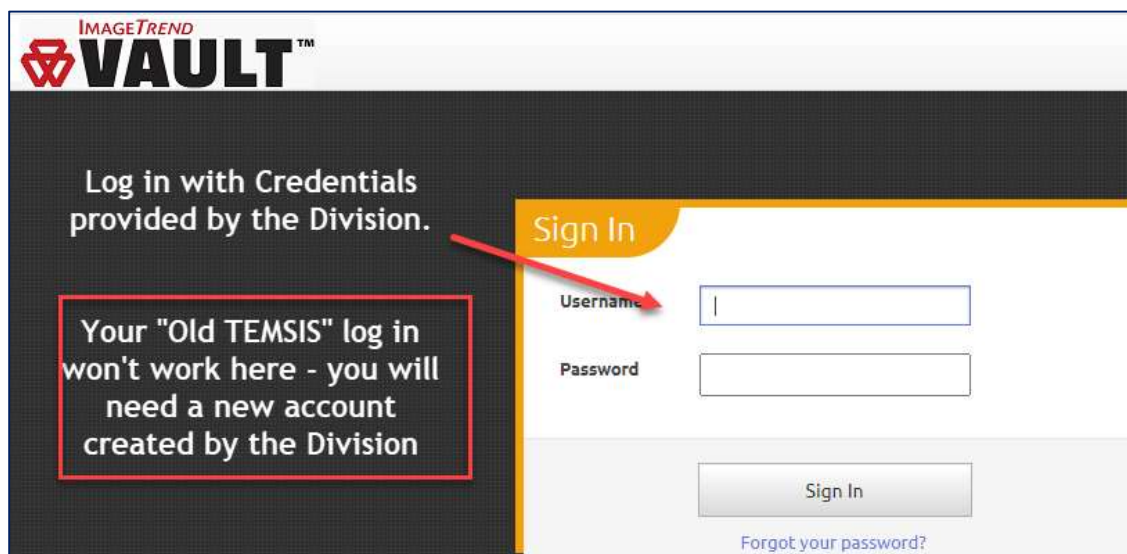 IMAGETREND
VAULT™
Log in with Credentials
provided by the Division.
Your "Old TEMSIS" log in
won't work here - you will
need a new account
created by the Division
Sign In
Username
Password
Sign In
Forgot your password?